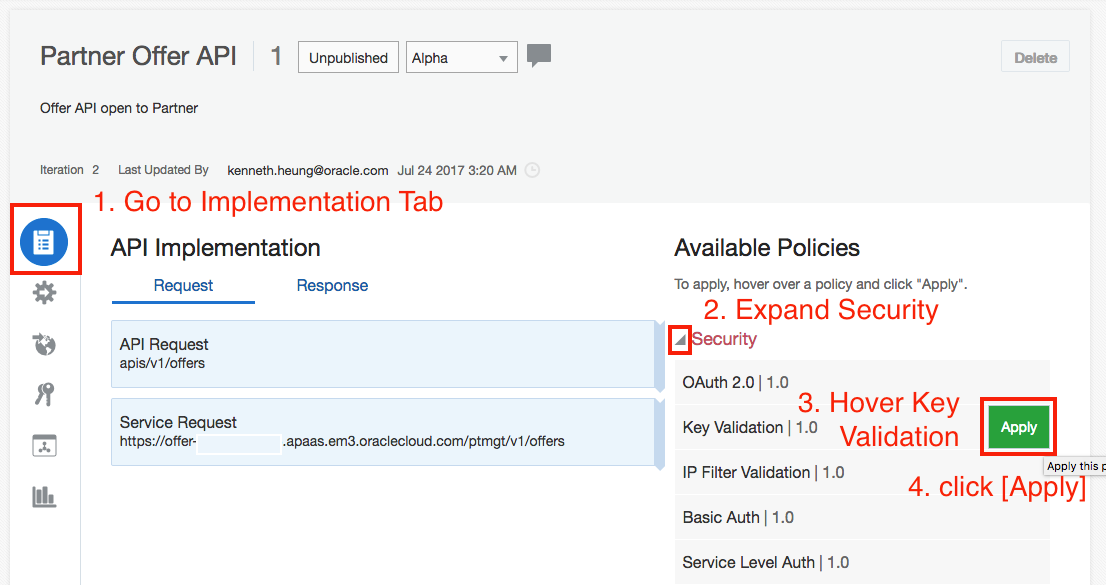 Partner Offer API 1 Unpublished Alpha Delete
Offer API open to Partner
Iteration 2 Last Updated By kenneth.heung@oracle.com Jul 24 2017 3:20 AM
1. Go to Implementation Tab
API Implementation
Request Response
API Request
apis/v1/offers
Service Request
https://offer- .apaas.em3.oraclecloud.com/ptmgt/v1/offers
Available Policies
To apply, hover over a policy and click "Apply".
2. Expand Security
Security
OAuth 2.0 | 1.0
3. Hover Key
Validation
Key Validation | 1.0
Apply
Apply this p
IP Filter Validation | 1.0
4. click [Apply]
Basic Auth | 1.0
Service Level Auth | 1.0